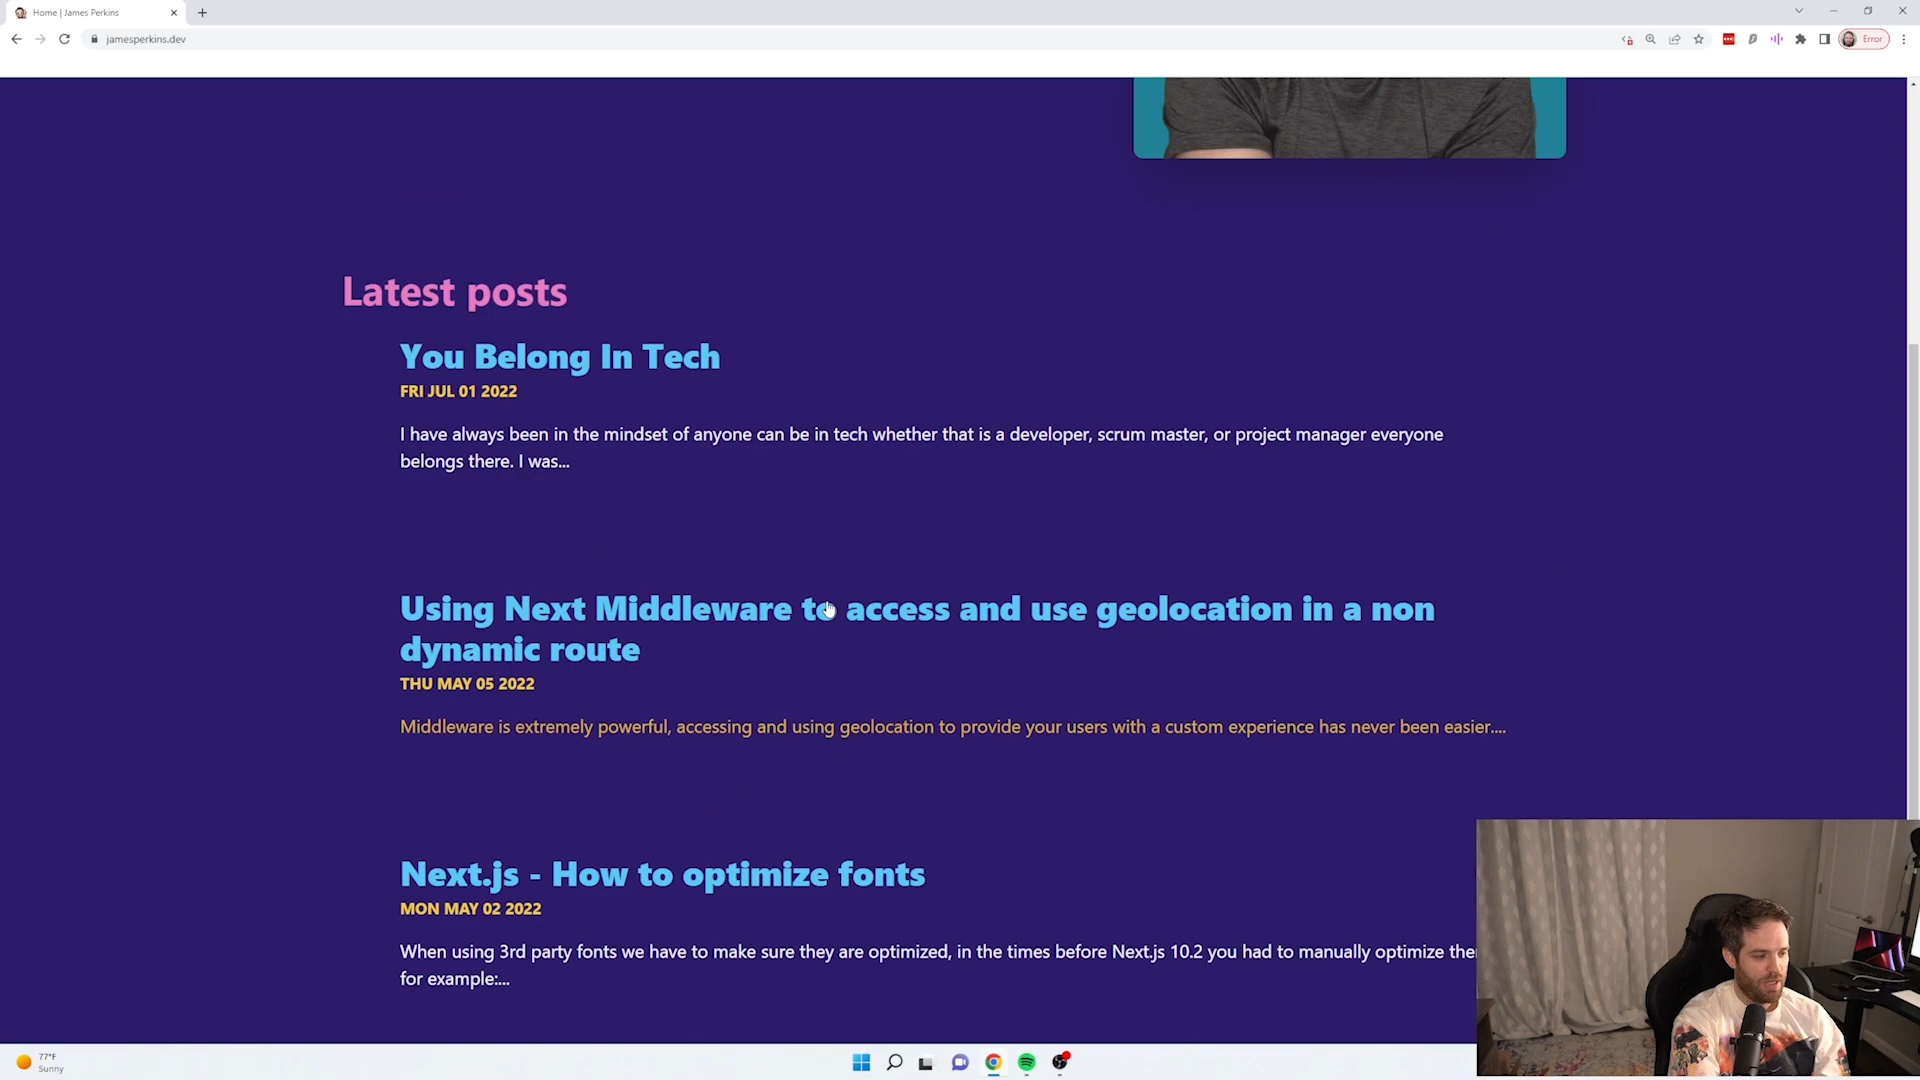 Home | James Perkins
jamesperkins.dev
Error
Latest posts
You Belong In Tech
FRI JUL 01 2022
I have always been in the mindset of anyone can be in tech whether that is a developer, scrum master, or project manager everyone
belongs there. I was...
Using Next Middleware to access and use geolocation in a non
dynamic route
THU MAY 05 2022
Middleware is extremely powerful, accessing and using geolocation to provide your users with a custom experience has never been easier....
Next.js - How to optimize fonts
MON MAY 02 2022
When using 3rd party fonts we have to make sure they are optimized, in the times before Next.js 10.2 you had to manually optimize
for example:...
77°F
Sunny